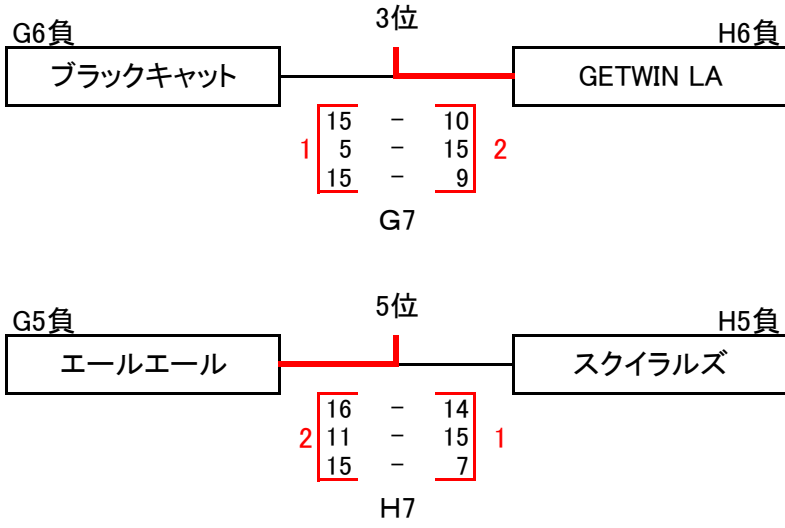 3位
G6負 H6負
ブラックキャット GETWIN LA
15 - 10
1 5 - 15 2
15 - 9
G7
5位
G5負 H5負
エールエール スクイラルズ
16 - 14
2 11 - 15 1
15 - 7
H7